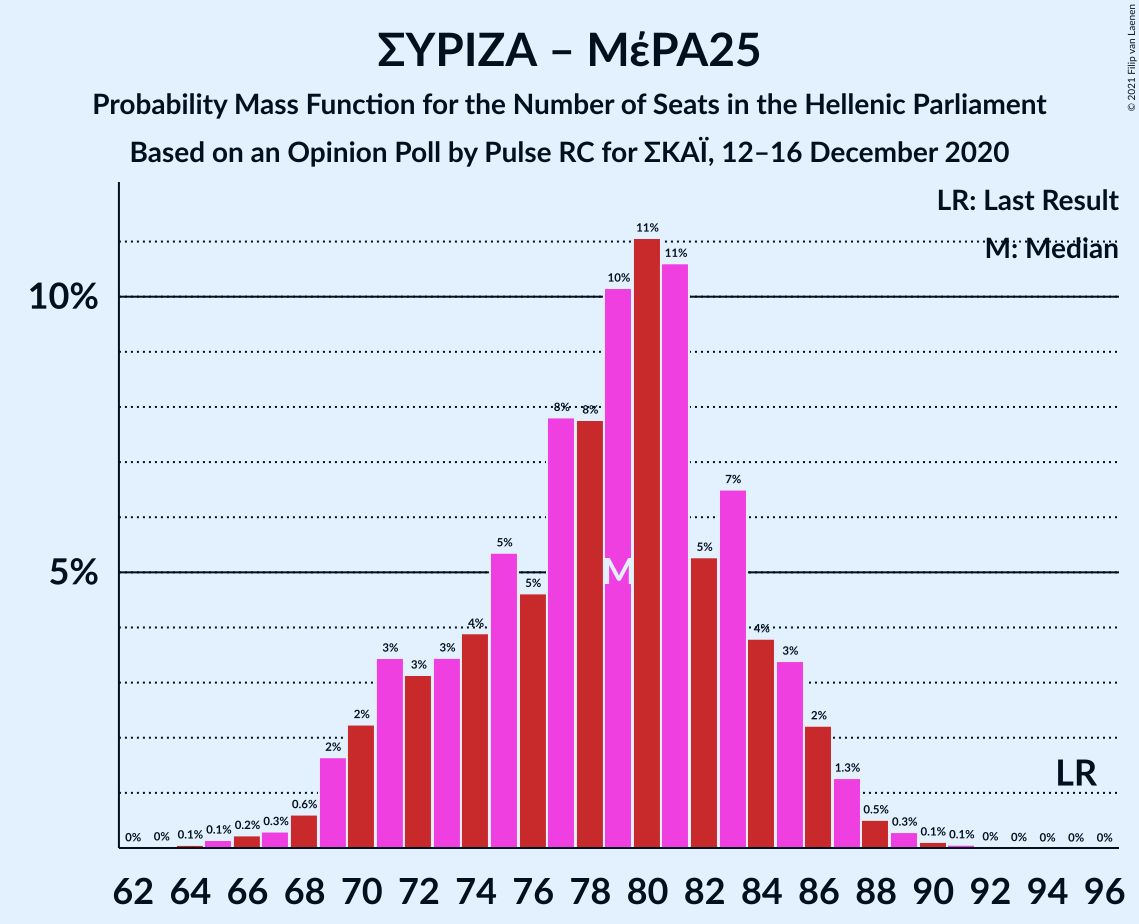 ΣΥΡΙΖΑ – ΜέΡΑ25
Probability Mass Function for the Number of Seats in the Hellenic Parliament
Based on an Opinion Poll by Pulse RC for ΣΚΑΪ, 12–16 December 2020
© 2021 Filip van Laenen
LR: Last Result
M: Median
10%
5%
0% 0% 0.1% 0.1% 0.2% 0.3% 0.6% 2% 2% 3% 3% 3% 4% 5% 5% 8% 8% 10% 11% 11% 5% 7% 4% 3% 2% 1.3% 0.5% 0.3% 0.1% 0.1% 0% 0% 0% 0% 0%
M
LR
62 64 66 68 70 72 74 76 78 80 82 84 86 88 90 92 94 96